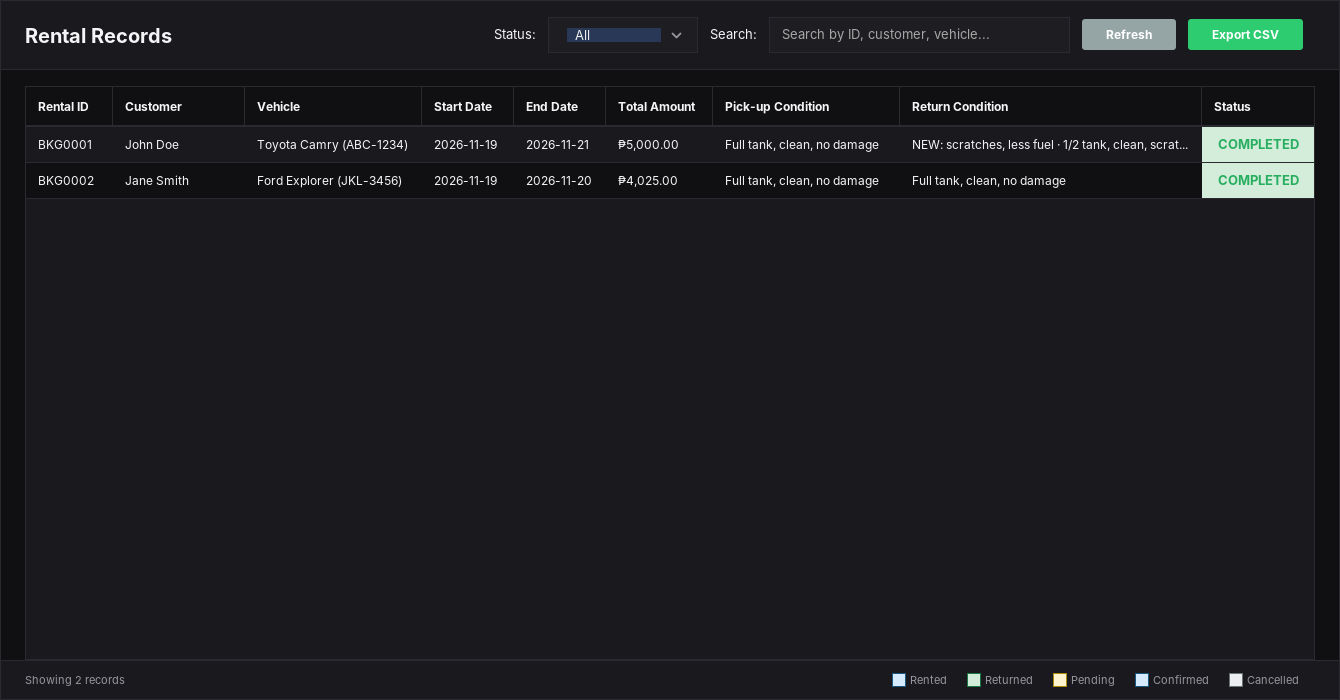 Rental Records
Status: All Search: Search by ID, customer, vehicle... Refresh Export CSV
Rental ID Customer Vehicle Start Date End Date Total Amount Pick-up Condition Return Condition Status
BKG0001 John Doe Toyota Camry (ABC-1234) 2026-11-19 2026-11-21 ₱5,000.00 Full tank, clean, no damage NEW: scratches, less fuel · 1/2 tank, clean, scrat... COMPLETED
BKG0002 Jane Smith Ford Explorer (JKL-3456) 2026-11-19 2026-11-20 ₱4,025.00 Full tank, clean, no damage Full tank, clean, no damage COMPLETED
Showing 2 records Rented Returned Pending Confirmed Cancelled